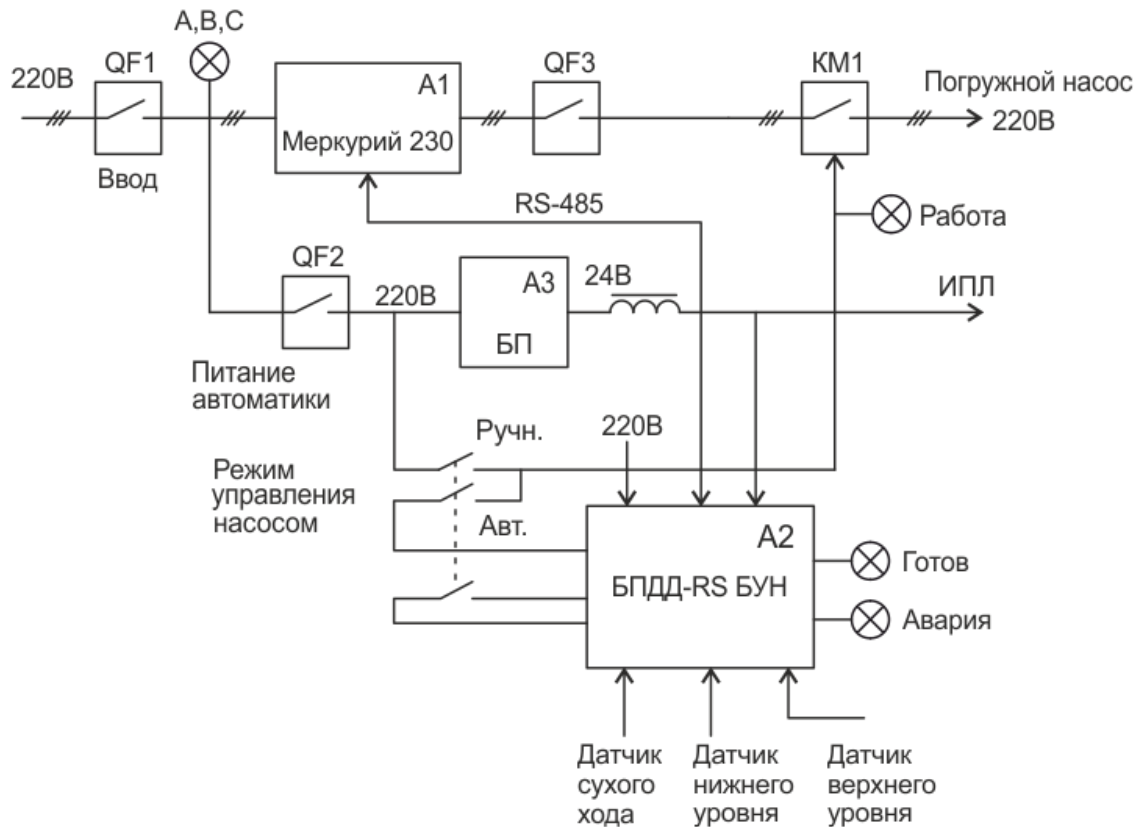 A,B,C
220В
QF1
Ввод
A1
Меркурий 230
QF3
KM1
Погружной насос
220В
RS-485
Работа
QF2
220В
A3
БП
24В
ИПЛ
Питание
автоматики
Ручн.
220В
Режим
управления
насосом
Авт.
A2
БПДД-RS БУН
Готов
Авария
Датчик
сухого
хода
Датчик
нижнего
уровня
Датчик
верхнего
уровня